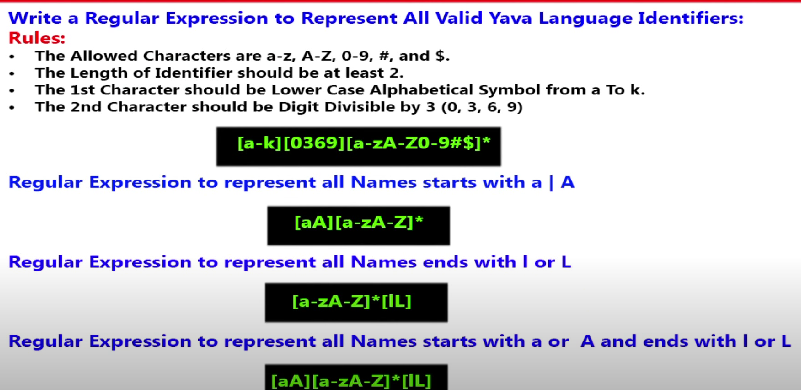 Write a Regular Expression to Represent All Valid Yava Language Identifiers:
Rules:
• The Allowed Characters are a-z, A-Z, 0-9, #, and $.
• The Length of Identifier should be at least 2.
• The 1st Character should be Lower Case Alphabetical Symbol from a To k.
• The 2nd Character should be Digit Divisible by 3 (0, 3, 6, 9)
[a-k][0369][a-zA-Z0-9#$]*
Regular Expression to represent all Names starts with a | A
[aA][a-zA-Z]*
Regular Expression to represent all Names ends with l or L
[a-zA-Z]*[lL]
Regular Expression to represent all Names starts with a or A and ends with l or L
[aA][a-zA-Z]*[lL]